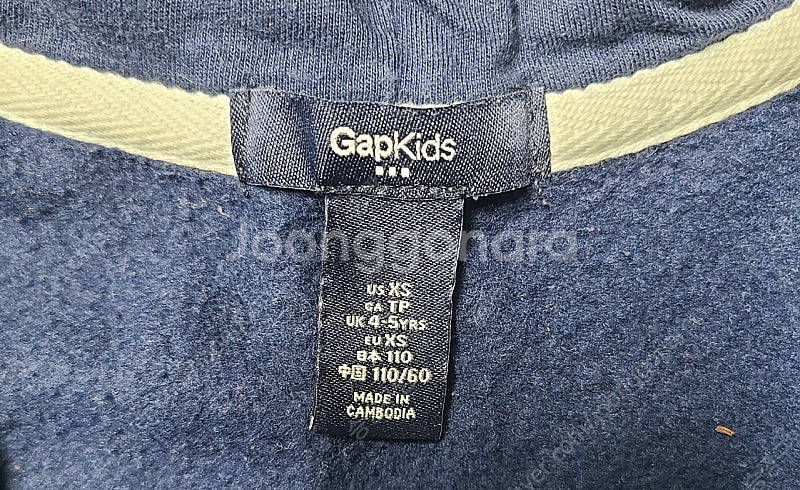 GapKids
Joonggonara
US XS
CA TP
UK 4-5YRS
EU XS
日本 110
中国 110/60
MADE IN
CAMBODIA